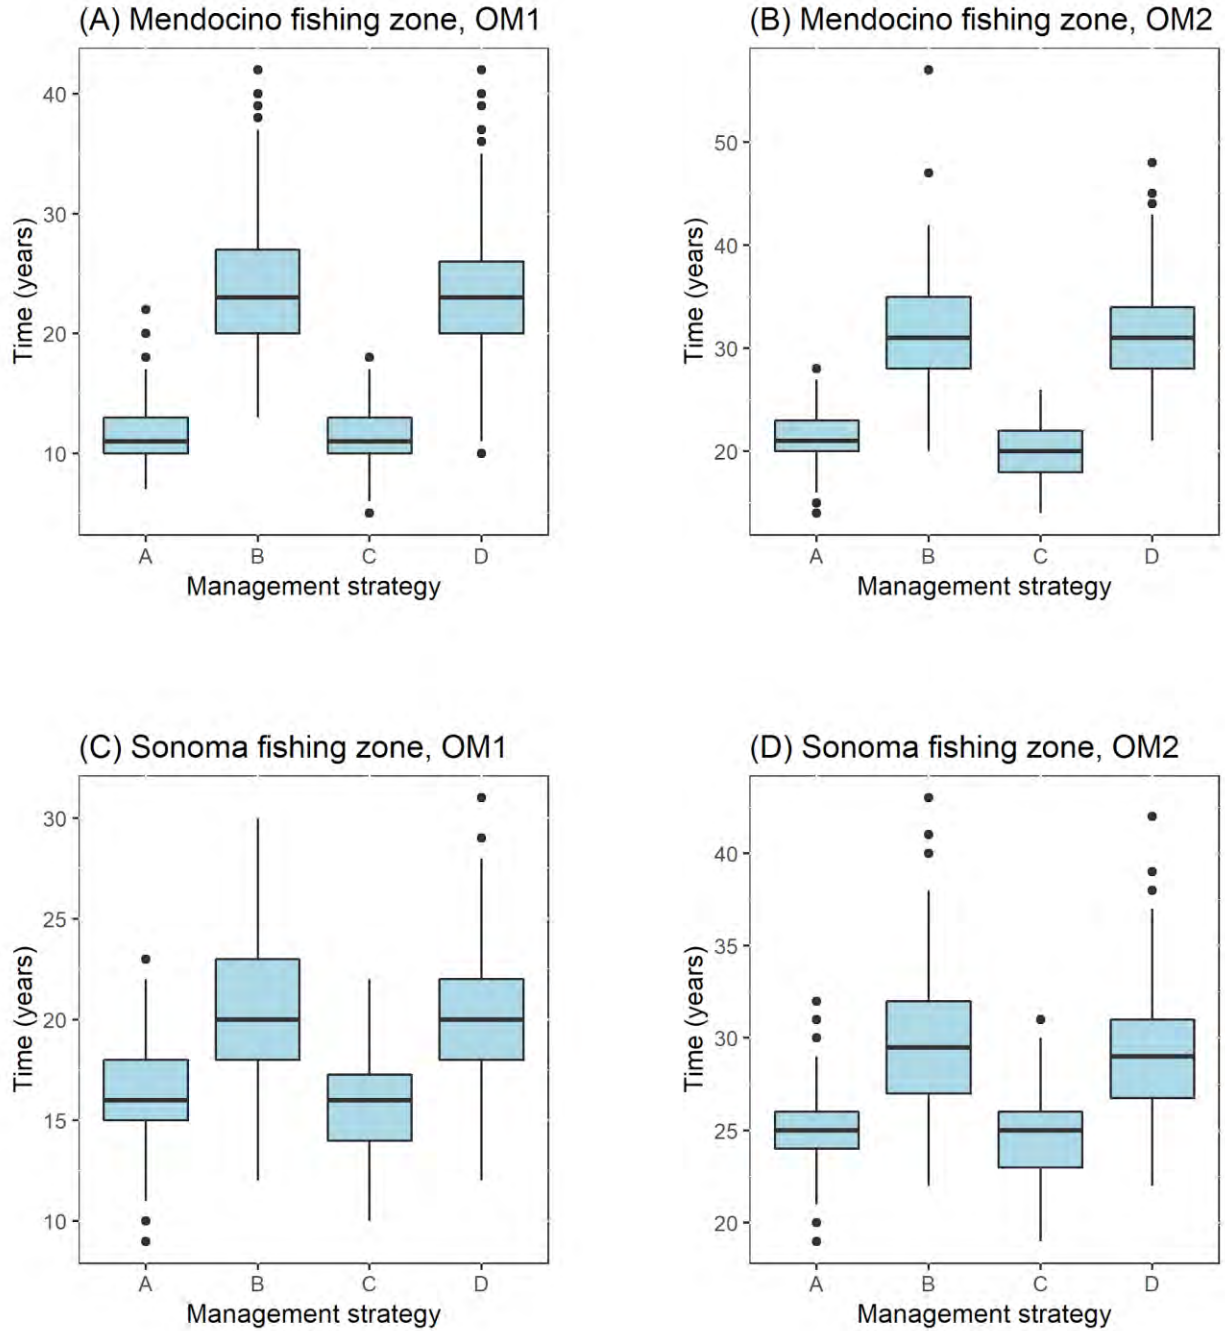 (A) Mendocino fishing zone, OM1
40
30
20
10
Time (years)
A B C D
Management strategy
(B) Mendocino fishing zone, OM2
50
40
30
20
Time (years)
A B C D
Management strategy
(C) Sonoma fishing zone, OM1
30
25
20
15
10
Time (years)
A B C D
Management strategy
(D) Sonoma fishing zone, OM2
40
35
30
25
20
Time (years)
A B C D
Management strategy